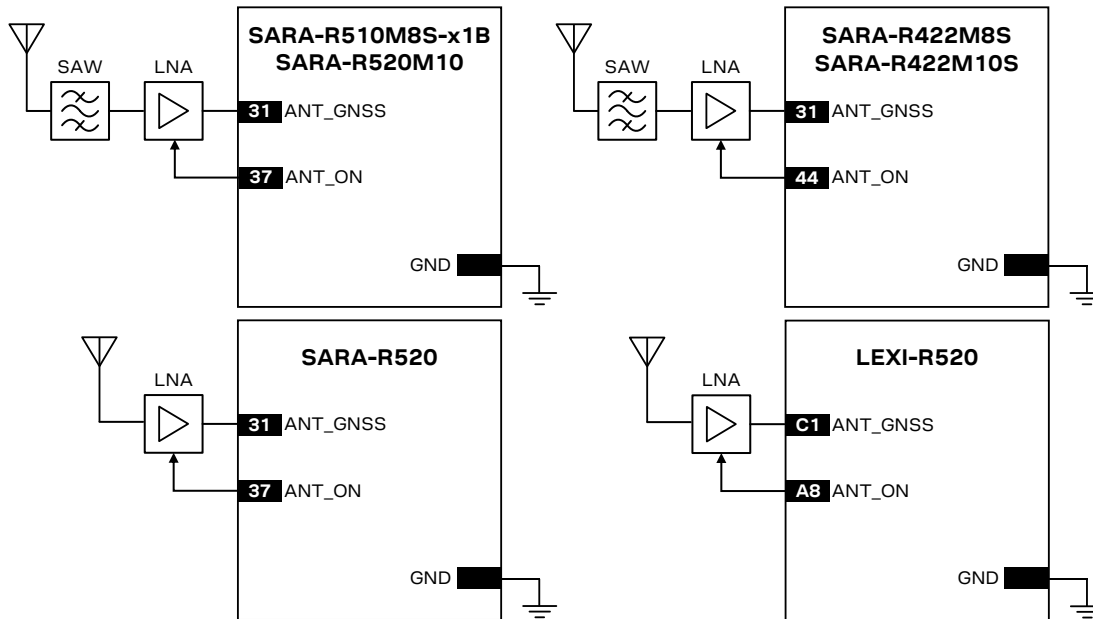 SARA-R510M8S-x1B
SARA-R520M10
SAW
LNA
31 ANT_GNSS
37 ANT_ON
GND
SARA-R422M8S
SARA-R422M10S
SAW
LNA
31 ANT_GNSS
44 ANT_ON
GND
SARA-R520
LNA
31 ANT_GNSS
37 ANT_ON
GND
LEXI-R520
LNA
C1 ANT_GNSS
A8 ANT_ON
GND